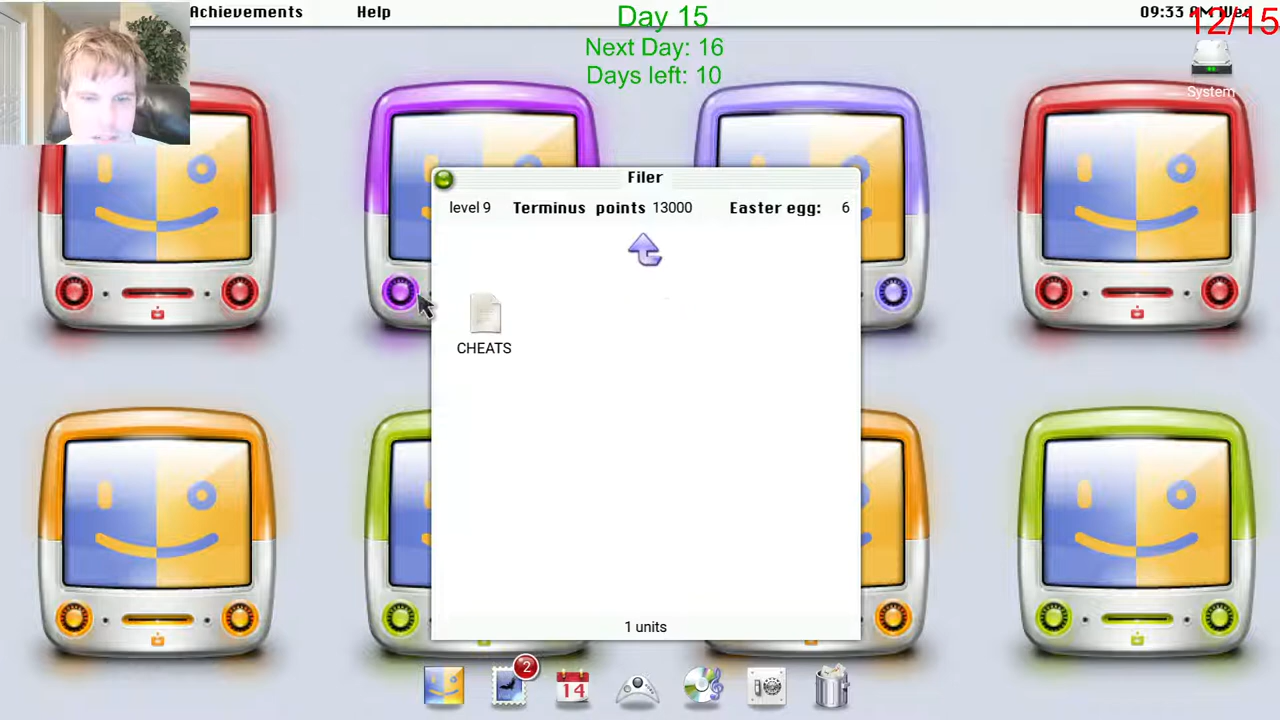 Achievements Help
Day 15
09:33 AM Wed
12/15
Next Day: 16
Days left: 10
System
Filer
level 9 Terminus points 13000 Easter egg: 6
CHEATS
1 units
2
14